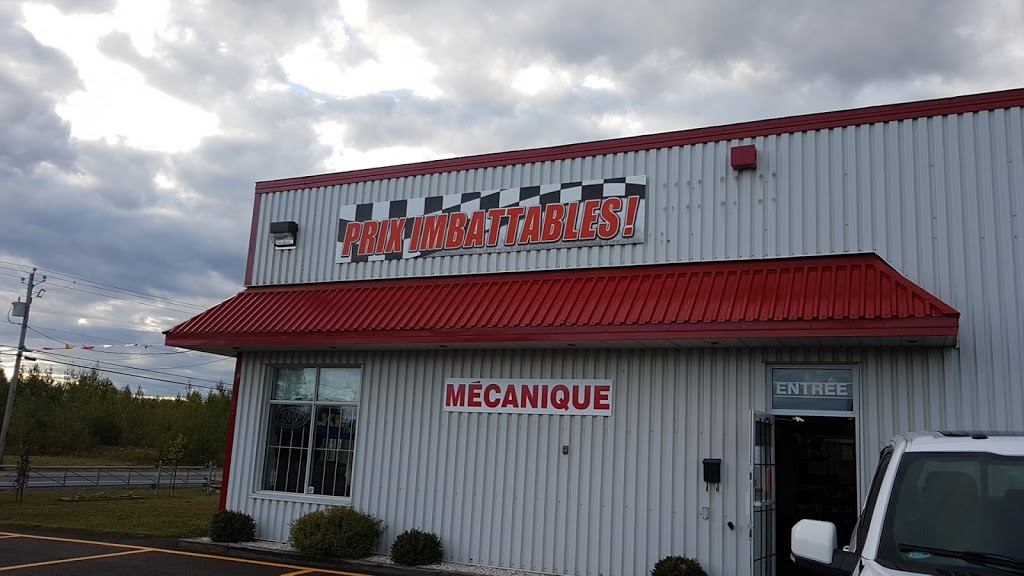 PRIX IMBATTABLES!
MÉCANIQUE
ENTRÉE